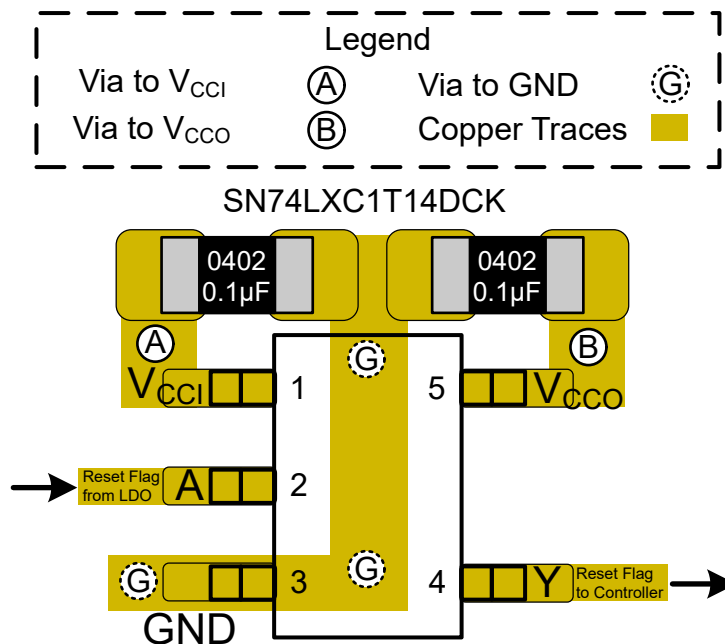 Legend
Via to VCCI A Via to GND G
Via to VCCO B Copper Traces
SN74LXC1T14DCK
0402
0.1µF
0402
0.1µF
A
B
G
VCCI 1
5 VCCO
Reset Flag
from LDO
A 2
G 3
G
4 Y
Reset Flag
to Controller
GND